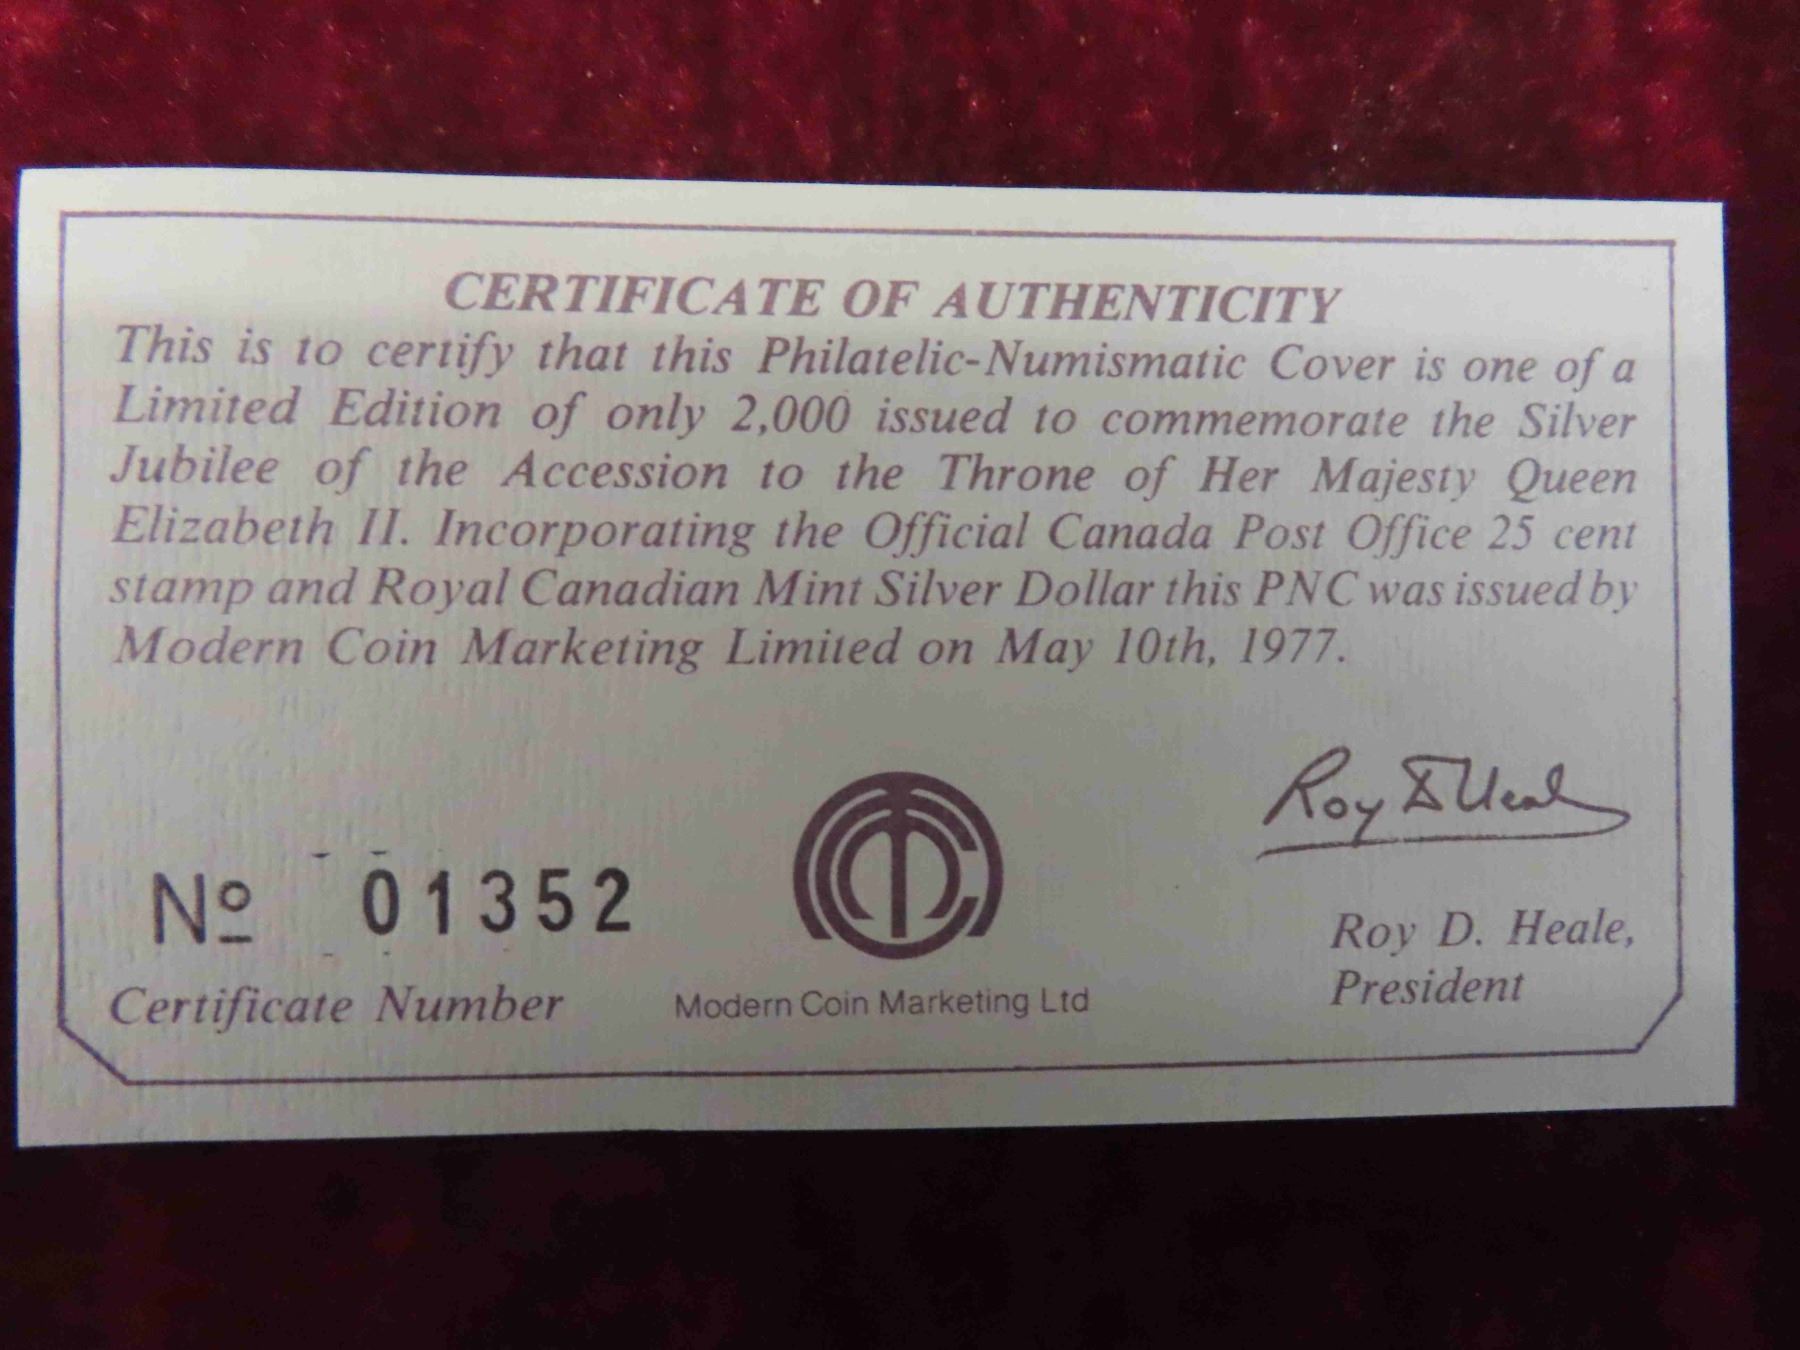 CERTIFICATE OF AUTHENTICITY
This is to certify that this Philatelic-Numismatic Cover is one of a
Limited Edition of only 2,000 issued to commemorate the Silver
Jubilee of the Accession to the Throne of Her Majesty Queen
Elizabeth II. Incorporating the Official Canada Post Office 25 cent
stamp and Royal Canadian Mint Silver Dollar this PNC was issued by
Modern Coin Marketing Limited on May 10th, 1977.
Nº 01352
Certificate Number
MCM
Modern Coin Marketing Ltd
Roy D Heale
Roy D. Heale,
President